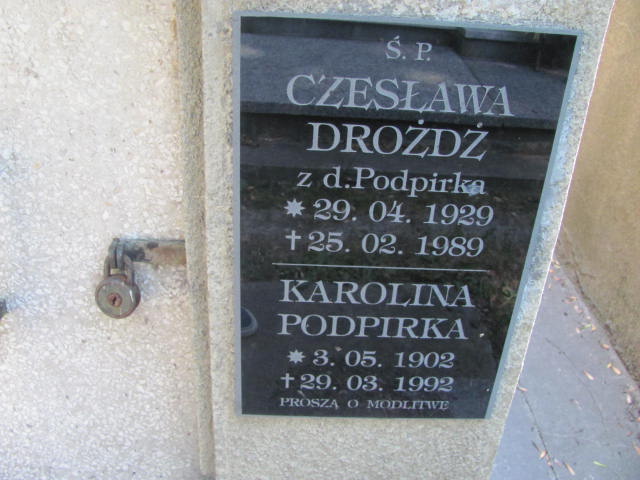 Ś. P.
CZESŁAWA
DROŻDŻ
z d.Podpirka
✷ 29. 04. 1929
† 25. 02. 1989
KAROLINA
PODPIRKA
✷ 3. 05. 1902
† 29. 03. 1992
PROSZĄ O MODLITWĘ